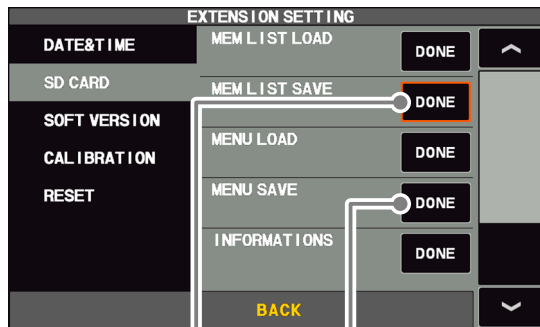 EXTENSION SETTING
DATE&TIME
SD CARD
SOFT VERSION
CALIBRATION
RESET
MEM LIST LOAD
DONE
MEM LIST SAVE
DONE
MENU LOAD
DONE
MENU SAVE
DONE
INFORMATIONS
DONE
BACK